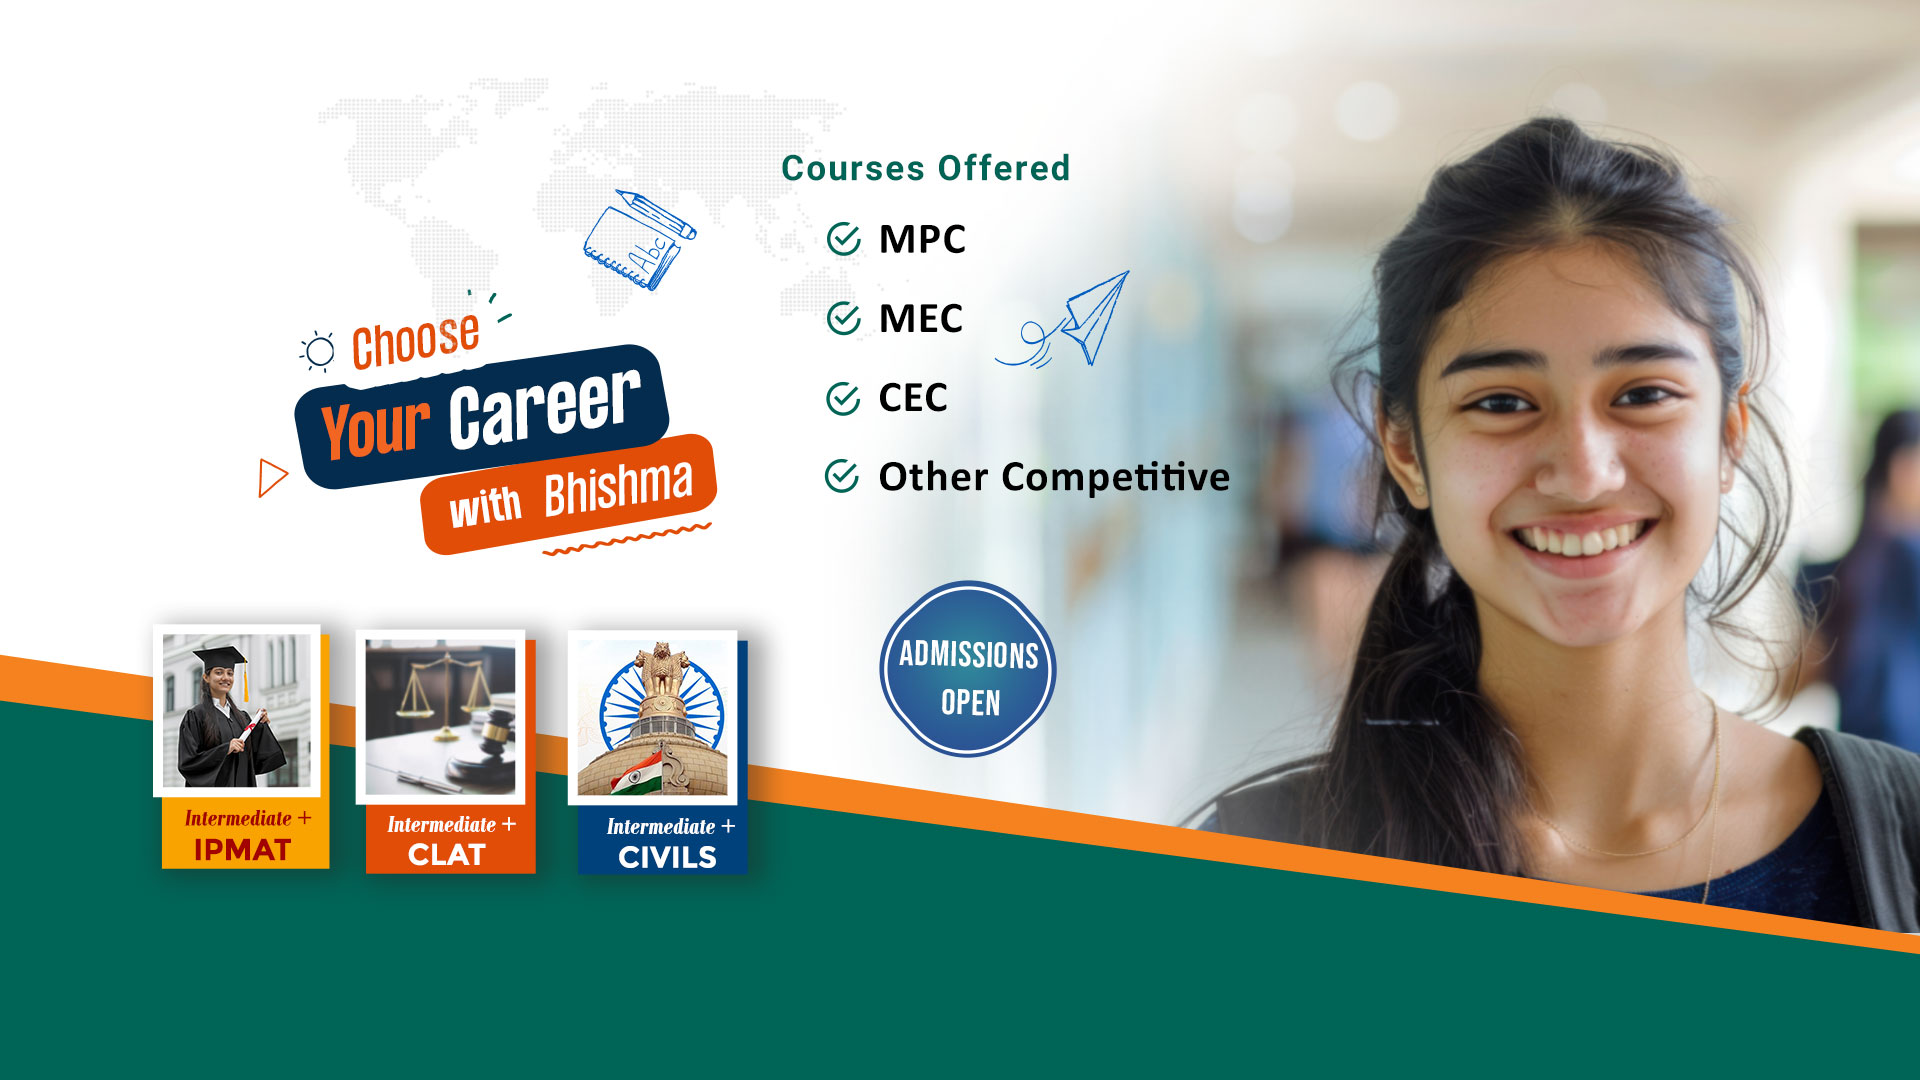 Courses Offered
MPC
MEC
CEC
Other Competitive
Abc
Choose
Your Career
with Bhishma
ADMISSIONS
OPEN
Intermediate +
IPMAT
Intermediate +
CLAT
Intermediate +
CIVILS